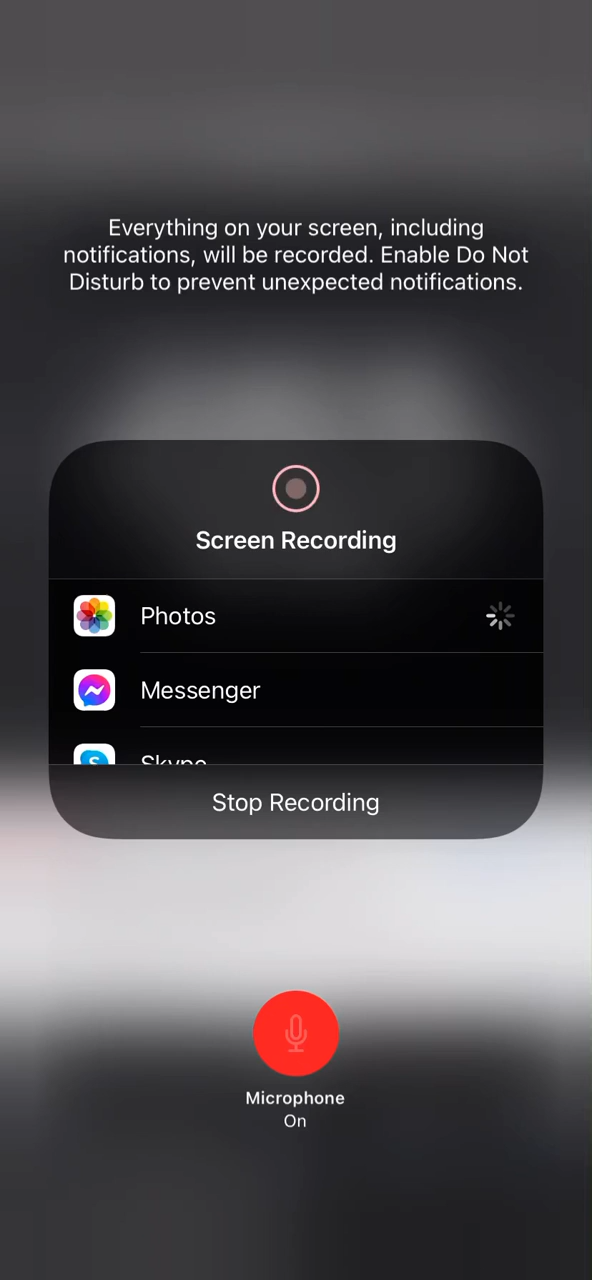 Everything on your screen, including
notifications, will be recorded. Enable Do Not
Disturb to prevent unexpected notifications.
Screen Recording
Photos
Messenger
Skype
Stop Recording
Microphone
On